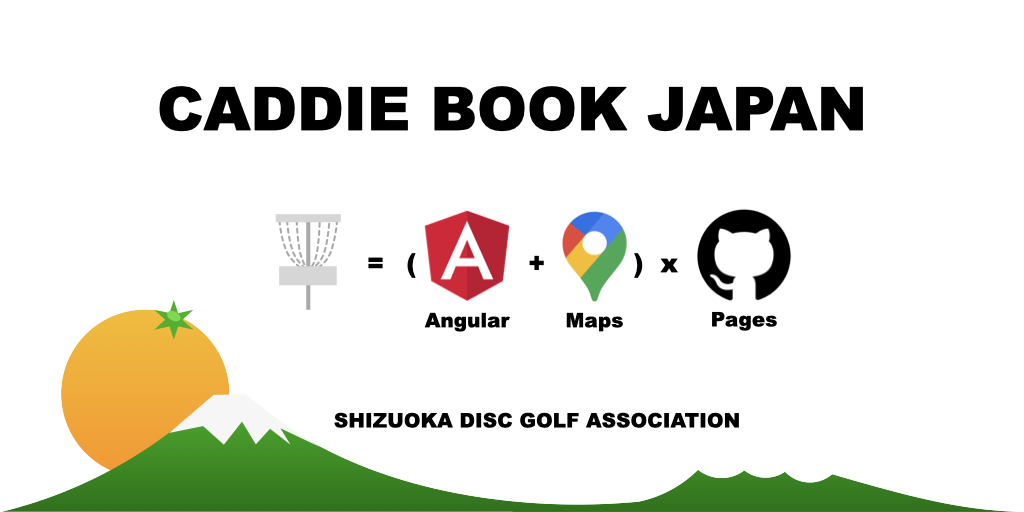 CADDIE BOOK JAPAN
= ( A + ) x
Angular Maps Pages
SHIZUOKA DISC GOLF ASSOCIATION